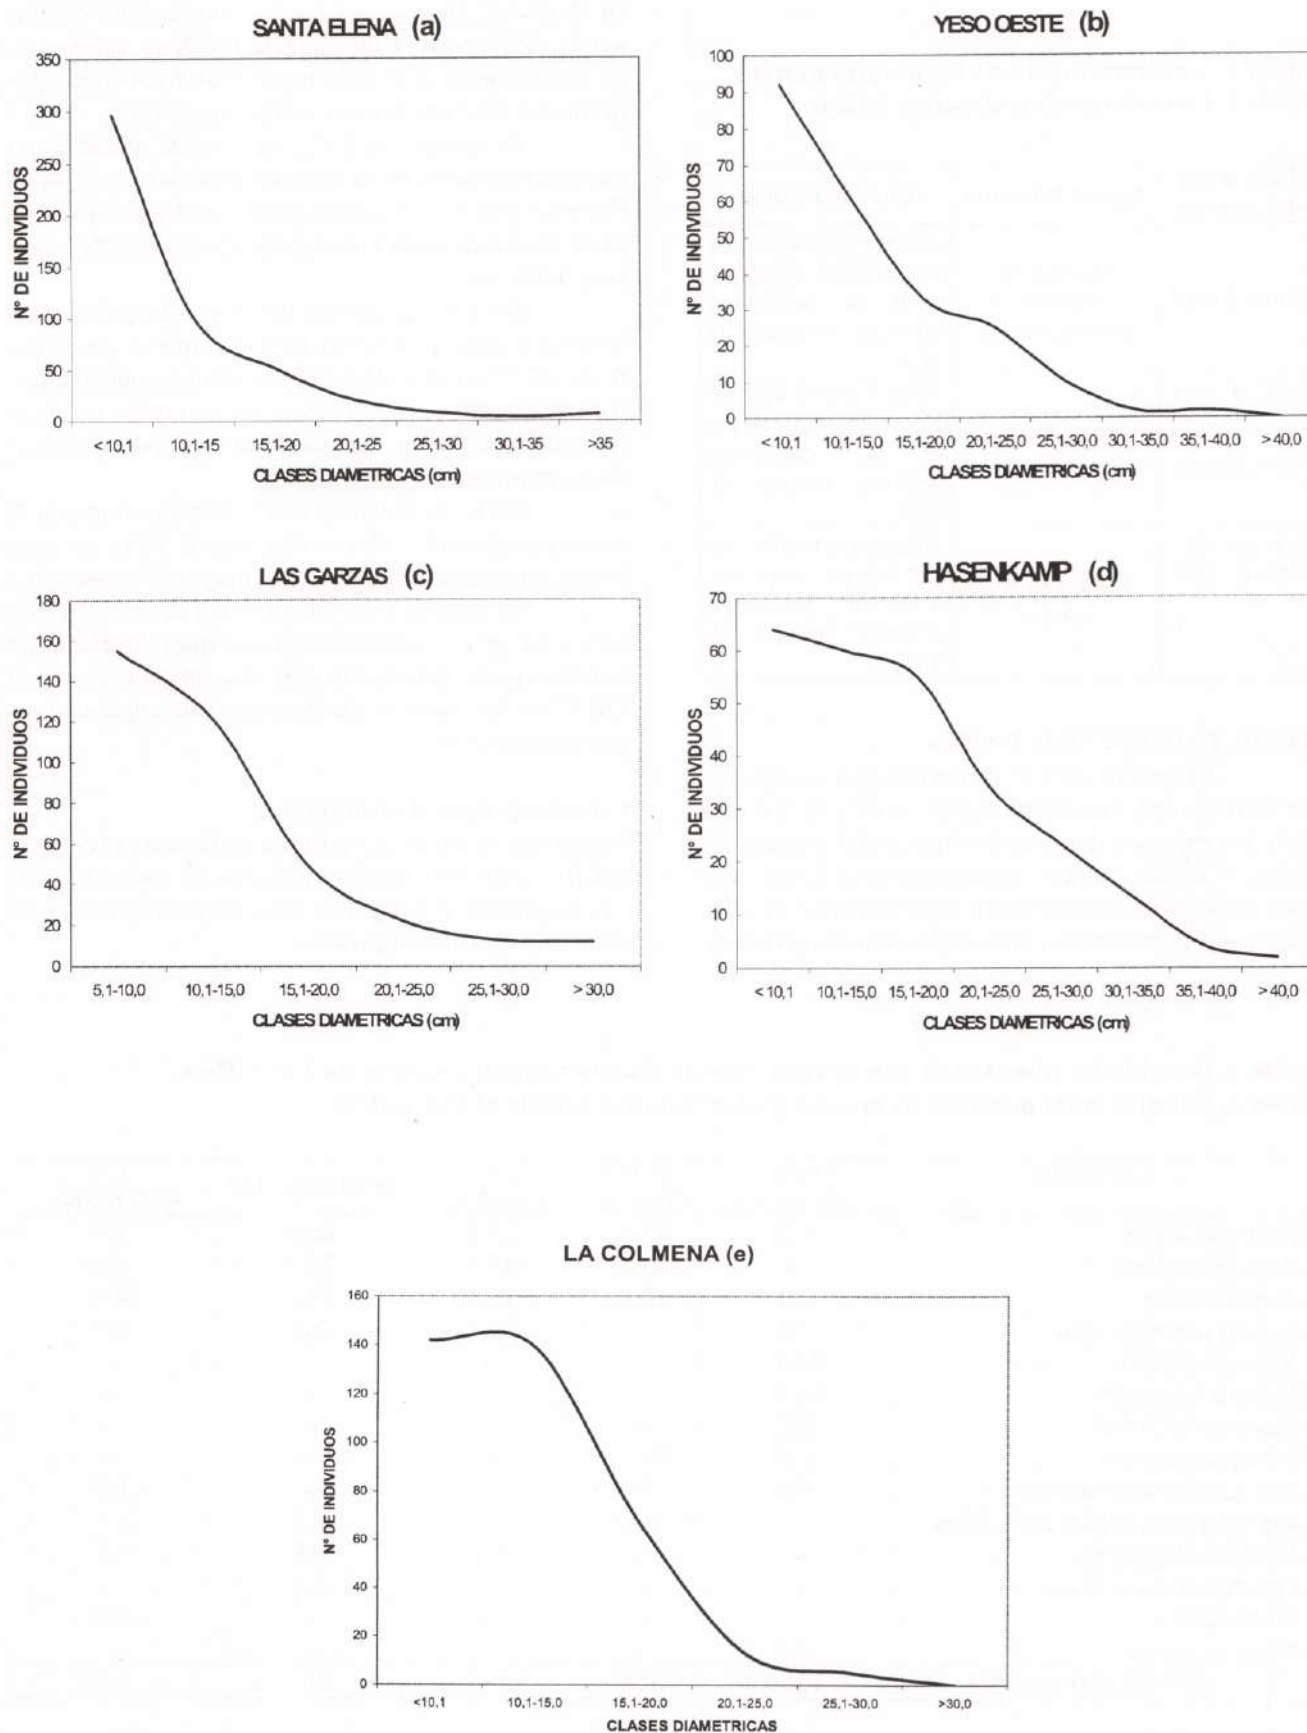 SANTA ELENA (a)
350
300
250
200
150
100
50
0
N° DE INDIVIDUOS
<10,1 10,1-15 15,1-20 20,1-25 25,1-30 30,1-35 >35
CLASES DIAMETRICAS (cm)
YESO OESTE (b)
100
90
80
70
60
50
40
30
20
10
0
N° DE INDIVIDUOS
<10,1 10,1-15,0 15,1-20,0 20,1-25,0 25,1-30,0 30,1-35,0 35,1-40,0 >40,0
CLASES DIAMETRICAS (cm)
LAS GARZAS (c)
180
160
140
120
100
80
60
40
20
0
N° DE INDIVIDUOS
5,1-10,0 10,1-15,0 15,1-20,0 20,1-25,0 25,1-30,0 >30,0
CLASES DIAMETRICAS (cm)
HASENKAMP (d)
70
60
50
40
30
20
10
0
N° DE INDIVIDUOS
<10,1 10,1-15,0 15,1-20,0 20,1-25,0 25,1-30,0 30,1-35,0 35,1-40,0 >40,0
CLASES DIAMETRICAS (cm)
LA COLMENA (e)
160
140
120
100
80
60
40
20
0
N° DE INDIVIDUOS
<10,1 10,1-15,0 15,1-20,0 20,1-25,0 25,1-30,0 >30,0
CLASES DIAMETRICAS